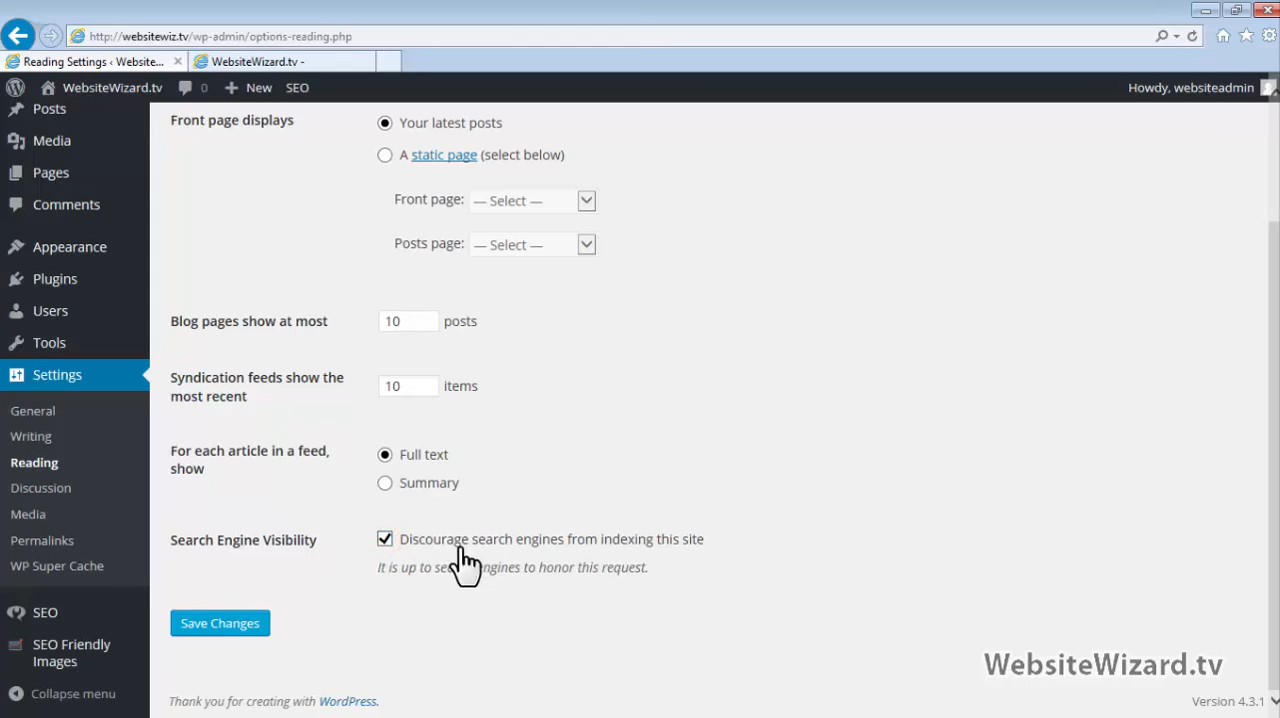 http://websitewiz.tv/wp-admin/options-reading.php
Reading Settings ‹ Website...
WebsiteWizard.tv -
WebsiteWizard.tv 0 New SEO
Howdy, websiteadmin
Posts
Media
Pages
Comments
Appearance
Plugins
Users
Tools
Settings
General
Writing
Reading
Discussion
Media
Permalinks
WP Super Cache
SEO
SEO Friendly
Images
Collapse menu
Front page displays
Your latest posts
A static page (select below)
Front page: — Select —
Posts page: — Select —
Blog pages show at most
10 posts
Syndication feeds show the
most recent
10 items
For each article in a feed,
show
Full text
Summary
Search Engine Visibility
Discourage search engines from indexing this site
It is up to engines to honor this request.
Save Changes
WebsiteWizard.tv
Thank you for creating with WordPress.
Version 4.3.1